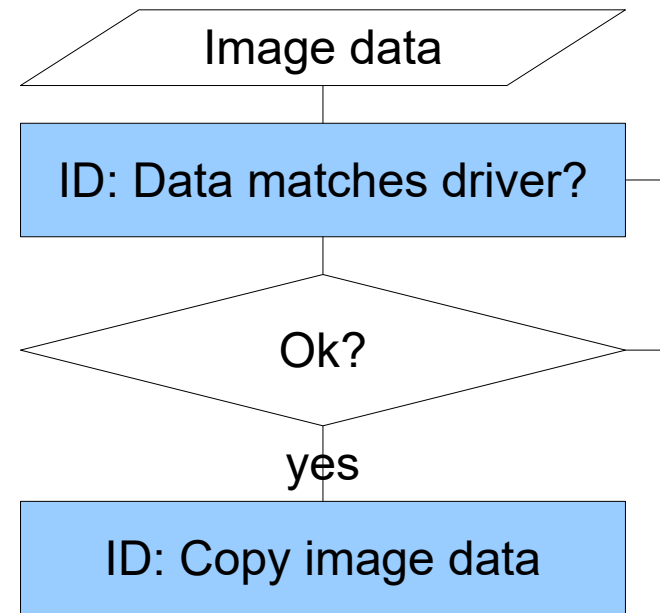 Image data
ID: Data matches driver?
Ok?
yes
ID: Copy image data